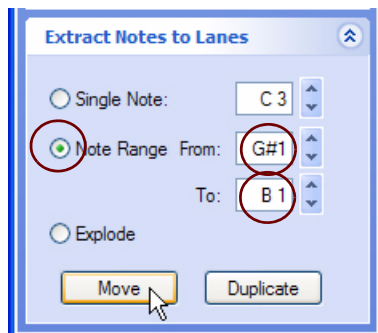 Extract Notes to Lanes
Single Note: C 3
Note Range From: G#1
To: B 1
Explode
Move Duplicate